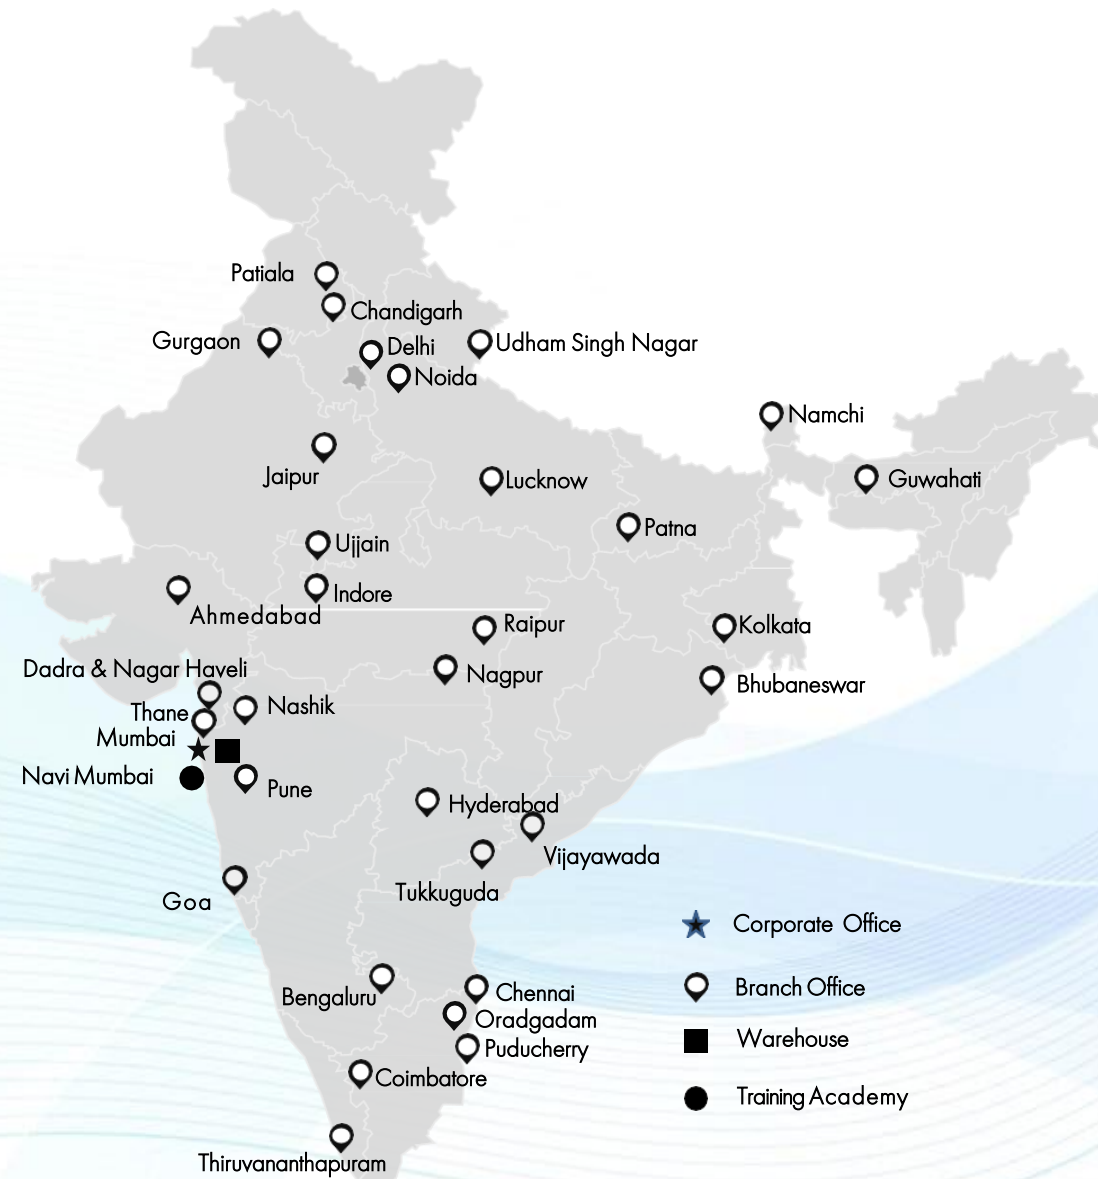 Patiala
Chandigarh
Gurgaon
Delhi
Udham Singh Nagar
Noida
Namchi
Jaipur
Lucknow
Guwahati
Patna
Ujjain
Indore
Ahmedabad
Raipur
Kolkata
Dadra & Nagar Haveli
Nagpur
Bhubaneswar
Thane
Nashik
Mumbai
Navi Mumbai
Pune
Hyderabad
Vijayawada
Tukkuguda
Goa
Corporate Office
Bengaluru
Chennai
Branch Office
Oradgadam
Warehouse
Puducherry
Coimbatore
Training Academy
Thiruvananthapuram